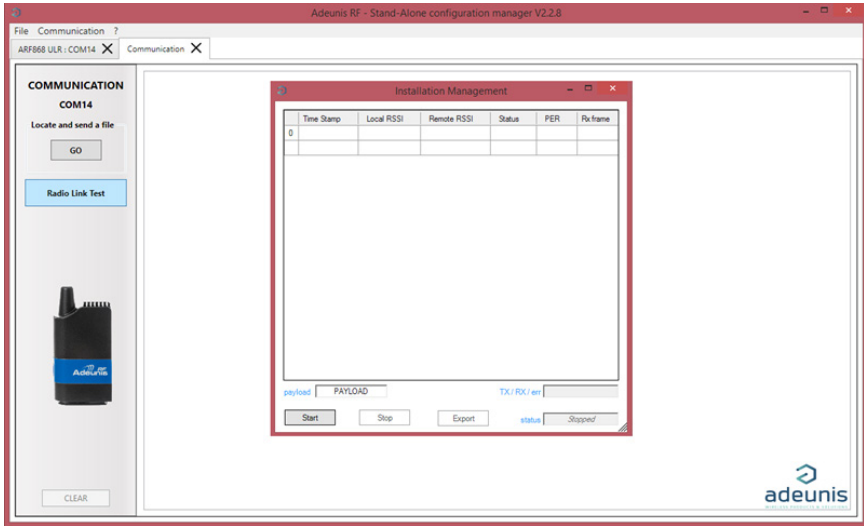 Adeunis RF - Stand-Alone configuration manager V2.2.8
File Communication ?
ARF868 ULR : COM14 Communication
COMMUNICATION
COM14
Locate and send a file
GO
Radio Link Test
Adeunis RF
CLEAR
Installation Management
Time Stamp Local RSSI Remote RSSI Status PER Rx frame
0
payload PAYLOAD TX / RX / err
Start Stop Export status Stopped
adeunis